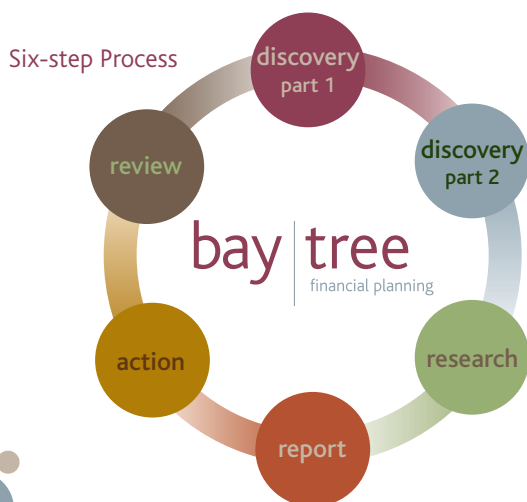 Six-step Process
discovery
part 1
discovery
part 2
research
report
action
review
bay tree
financial planning